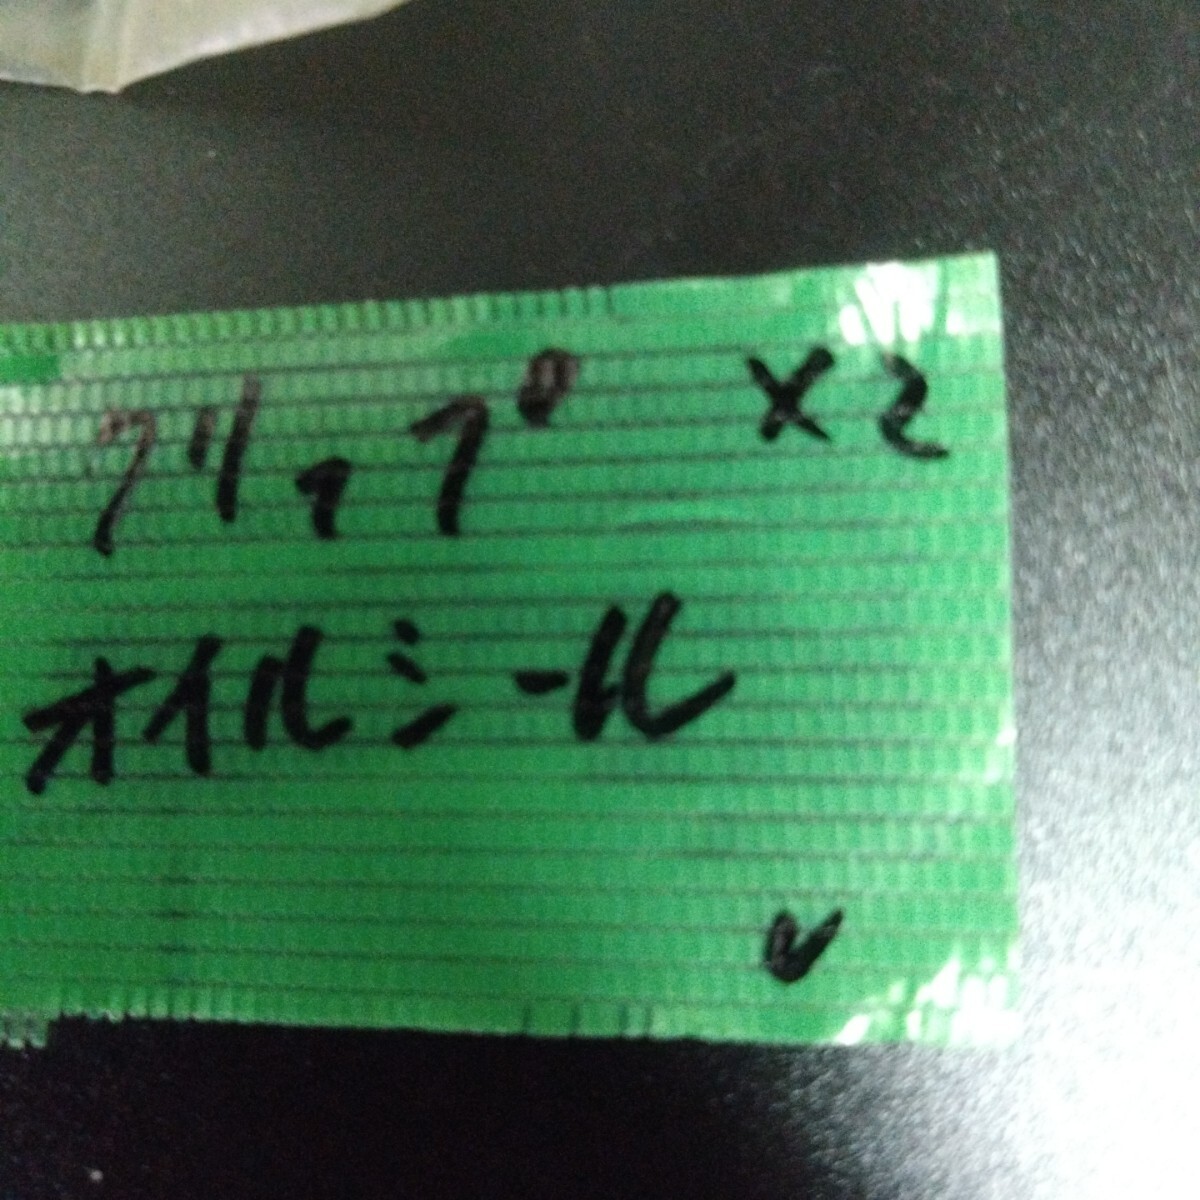 クリップ ×2
オイルシール
✓